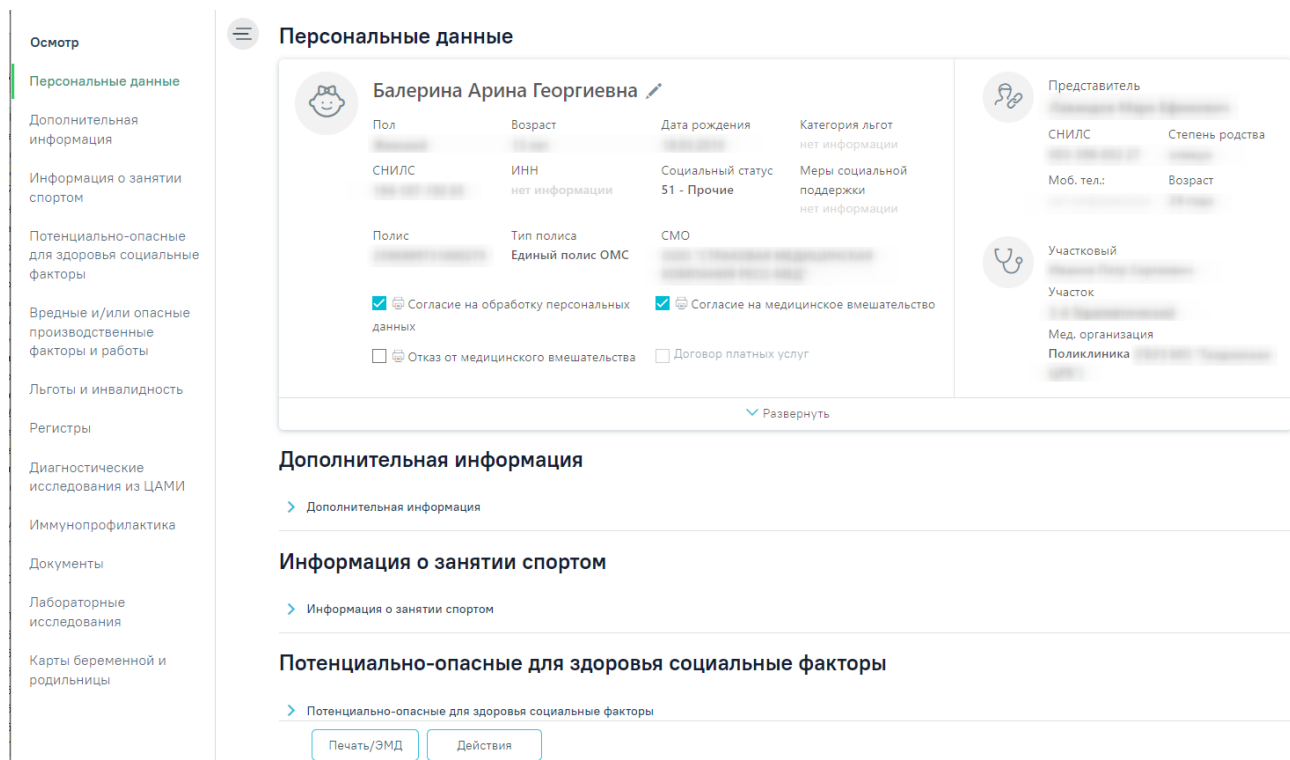 Осмотр
Персональные данные
Дополнительная
информация
Информация о занятии
спортом
Потенциально-опасные
для здоровья социальные
факторы
Вредные и/или опасные
производственные
факторы и работы
Льготы и инвалидность
Регистры
Диагностические
исследования из ЦАМИ
Иммунопрофилактика
Документы
Лабораторные
исследования
Карты беременной и
родильницы
Персональные данные
Балерина Арина Георгиевна
Пол Возраст Дата рождения Категория льгот
нет информации
СНИЛС ИНН Социальный статус Меры социальной
нет информации 51 - Прочие поддержки
нет информации
Полис Тип полиса СМО
Единый полис ОМС
Согласие на обработку персональных Согласие на медицинское вмешательство
данных
Отказ от медицинского вмешательства Договор платных услуг
Представитель
СНИЛС Степень родства
Моб. тел.: Возраст
Участковый
Участок
Мед. организация
Поликлиника
Развернуть
Дополнительная информация
Дополнительная информация
Информация о занятии спортом
Информация о занятии спортом
Потенциально-опасные для здоровья социальные факторы
Потенциально-опасные для здоровья социальные факторы
Печать/ЭМД Действия